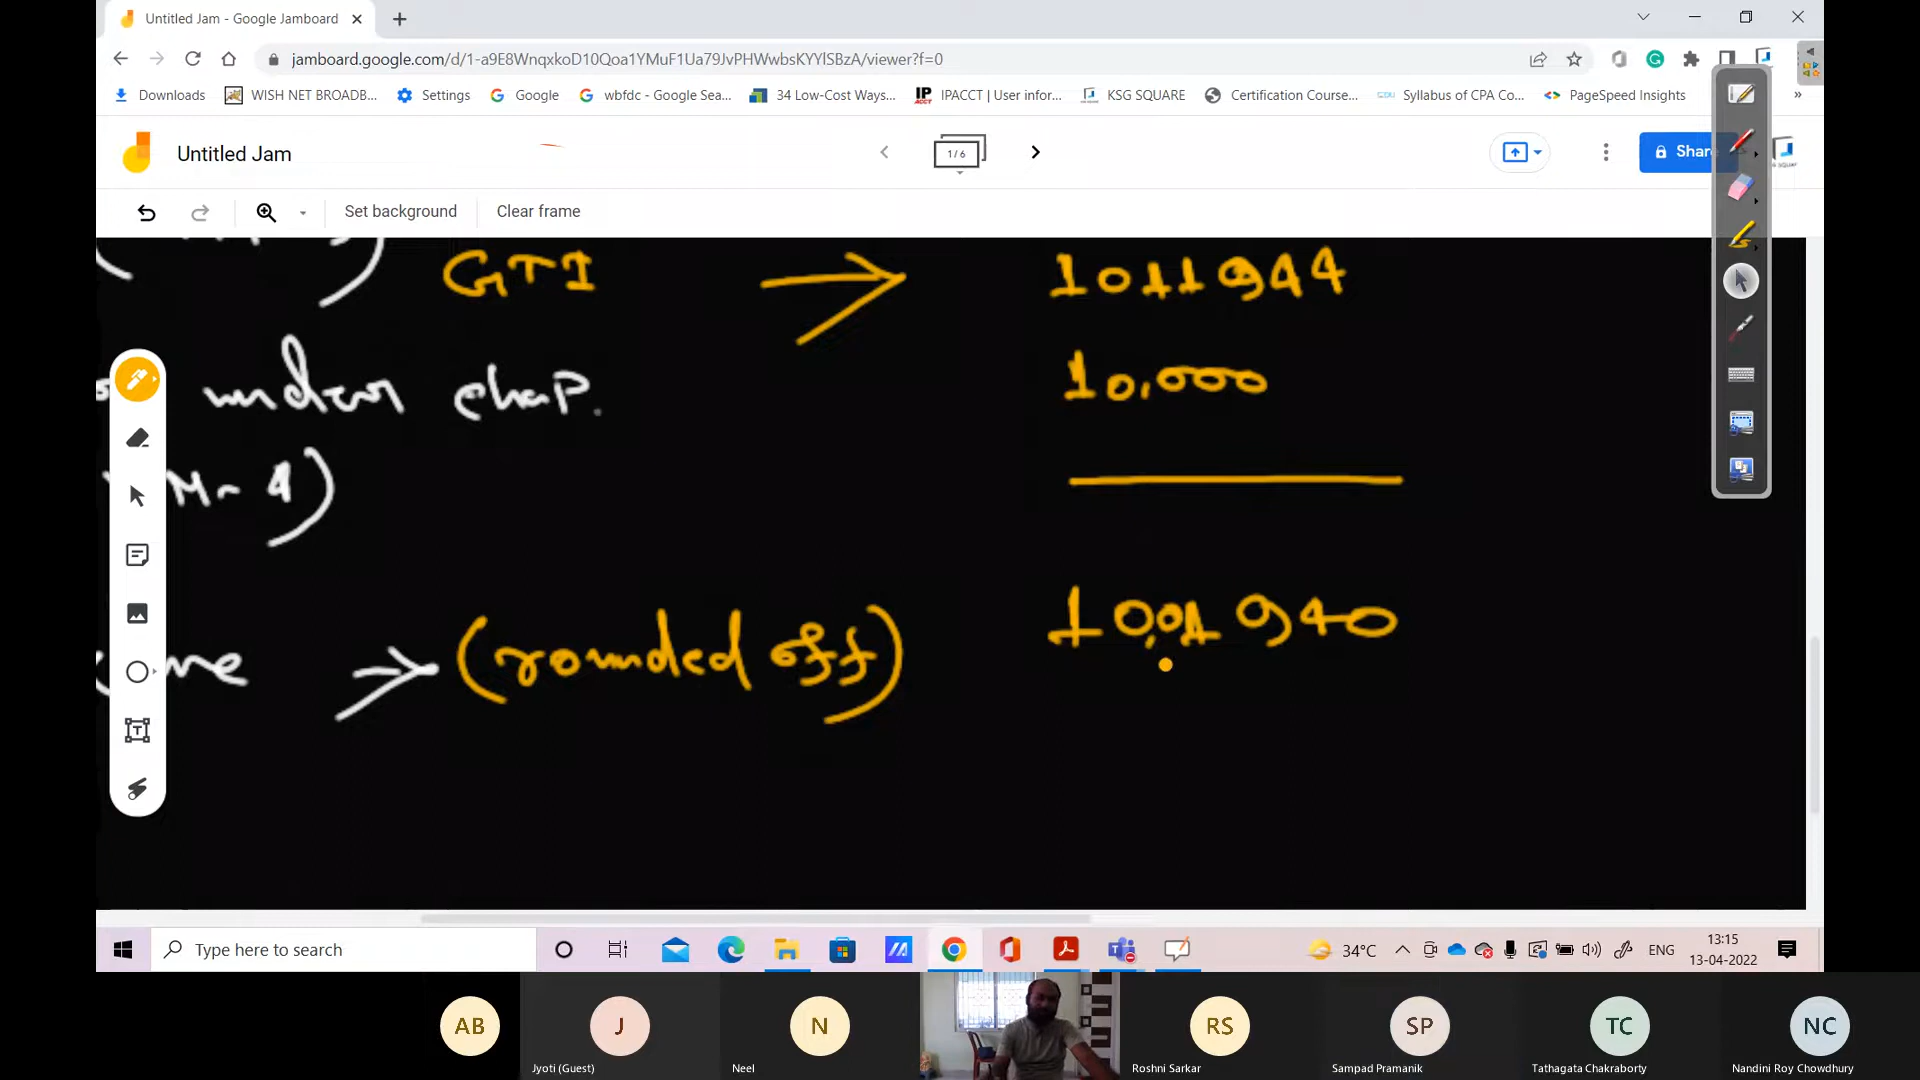 Untitled Jam - Google Jamboard
jamboard.google.com/d/1-a9E8WnqxkoD10Qoa1YMuF1Ua79JvPHWwbsKYYlSBzA/viewer?f=0
Downloads WISH NET BROADB... Settings Google wbfdc - Google Sea... 34 Low-Cost Ways... IPACCT | User infor... KSG SQUARE Certification Course... Syllabus of CPA Co... PageSpeed Insights »
Untitled Jam 1 / 6 Share
Set background Clear frame
GTI 1011944
under chap. 10,000
M-4)
(rounded off) 10,01940
Type here to search 34°C ENG 13:15
13-04-2022
AB J N RS SP TC NC
Jyoti (Guest) Neel Roshni Sarkar Sampad Pramanik Tathagata Chakraborty Nandini Roy Chowdhury